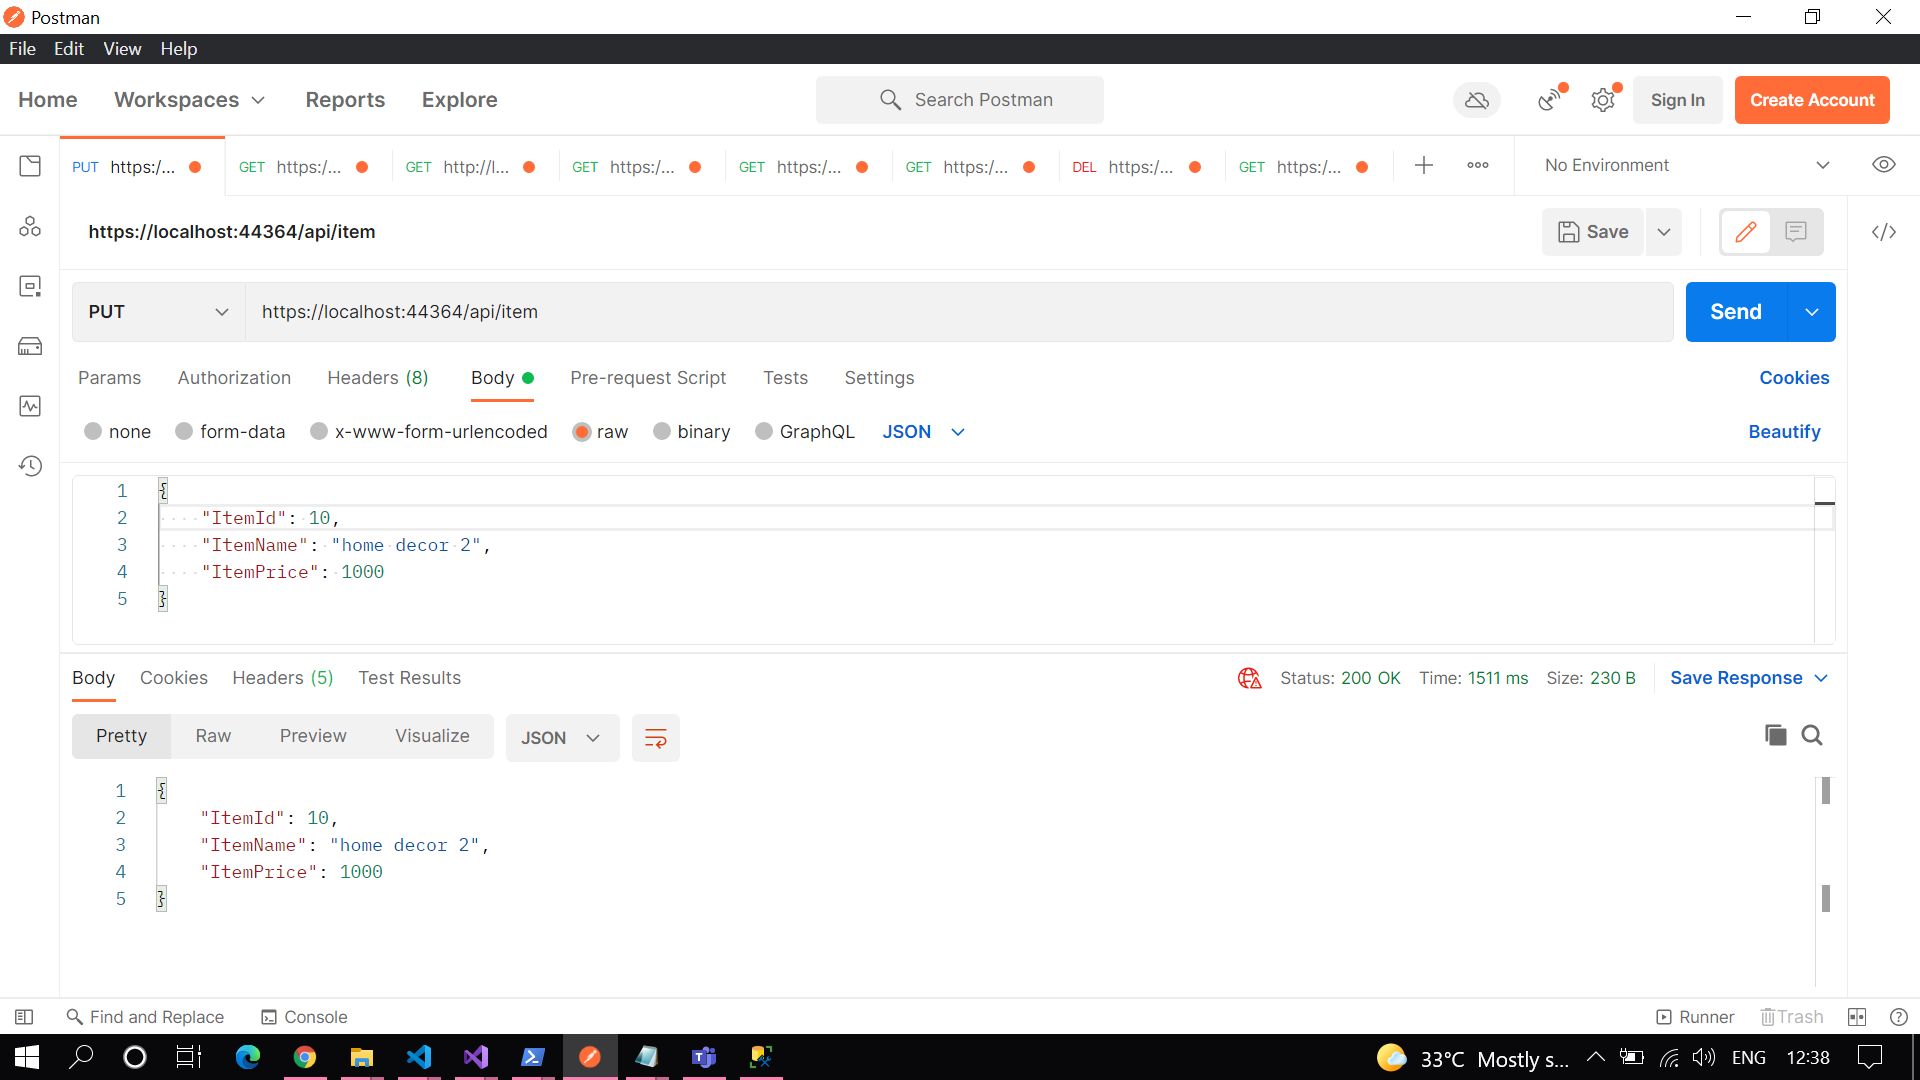 Postman
File Edit View Help
Home Workspaces Reports Explore Search Postman Sign In Create Account
PUT https:/... GET https:/... GET http://l... GET https:/... GET https:/... GET https:/... DEL https:/... GET https:/... No Environment
https://localhost:44364/api/item Save
PUT https://localhost:44364/api/item Send
Params Authorization Headers (8) Body Pre-request Script Tests Settings Cookies
none form-data x-www-form-urlencoded raw binary GraphQL JSON Beautify
1 {
2 "ItemId": 10,
3 "ItemName": "home decor 2",
4 "ItemPrice": 1000
5 }
Body Cookies Headers (5) Test Results Status: 200 OK Time: 1511 ms Size: 230 B Save Response
Pretty Raw Preview Visualize JSON
1 {
2 "ItemId": 10,
3 "ItemName": "home decor 2",
4 "ItemPrice": 1000
5 }
Find and Replace Console Runner Trash
33°C Mostly s... ENG 12:38